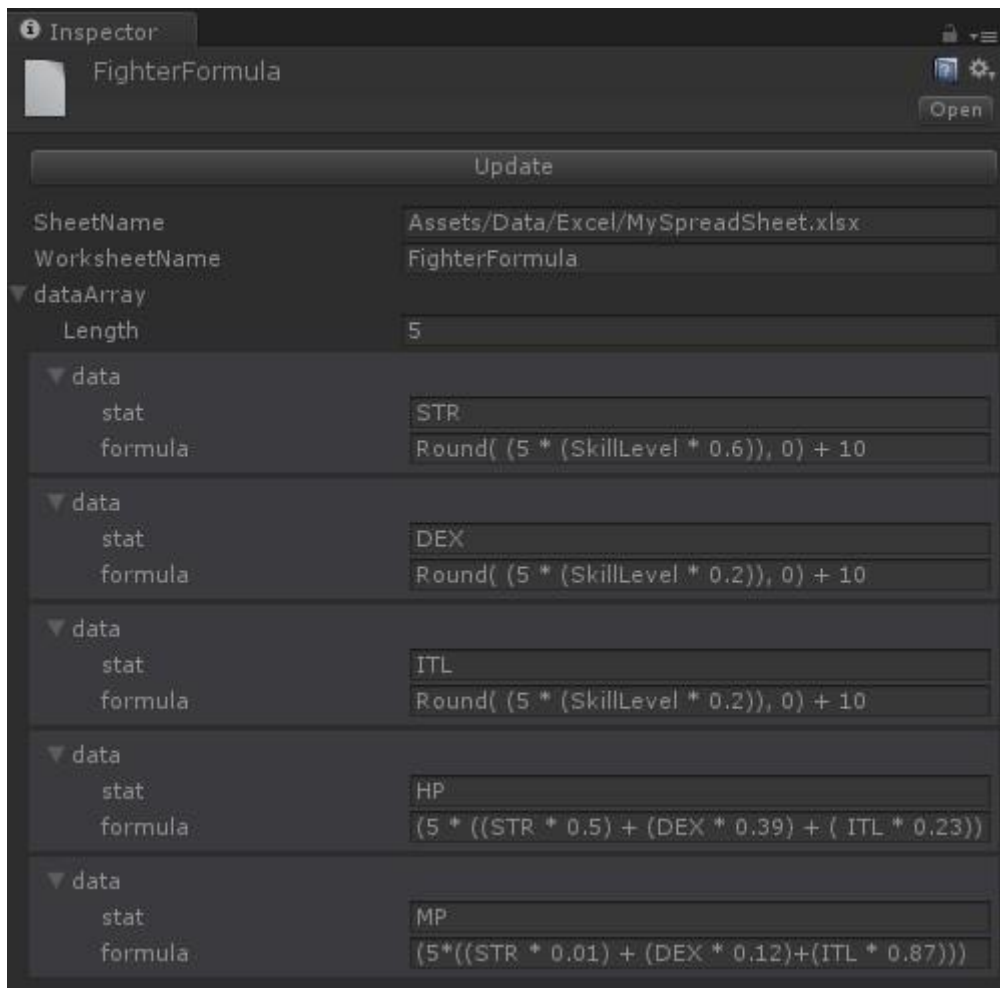 Inspector
FighterFormula
Open
Update
SheetName Assets/Data/Excel/MySpreadSheet.xlsx
WorksheetName FighterFormula
dataArray
Length 5
data
stat STR
formula Round( (5 * (SkillLevel * 0.6)), 0) + 10
data
stat DEX
formula Round( (5 * (SkillLevel * 0.2)), 0) + 10
data
stat ITL
formula Round( (5 * (SkillLevel * 0.2)), 0) + 10
data
stat HP
formula (5 * ((STR * 0.5) + (DEX * 0.39) + ( ITL * 0.23))
data
stat MP
formula (5*((STR * 0.01) + (DEX * 0.12)+(ITL * 0.87)))